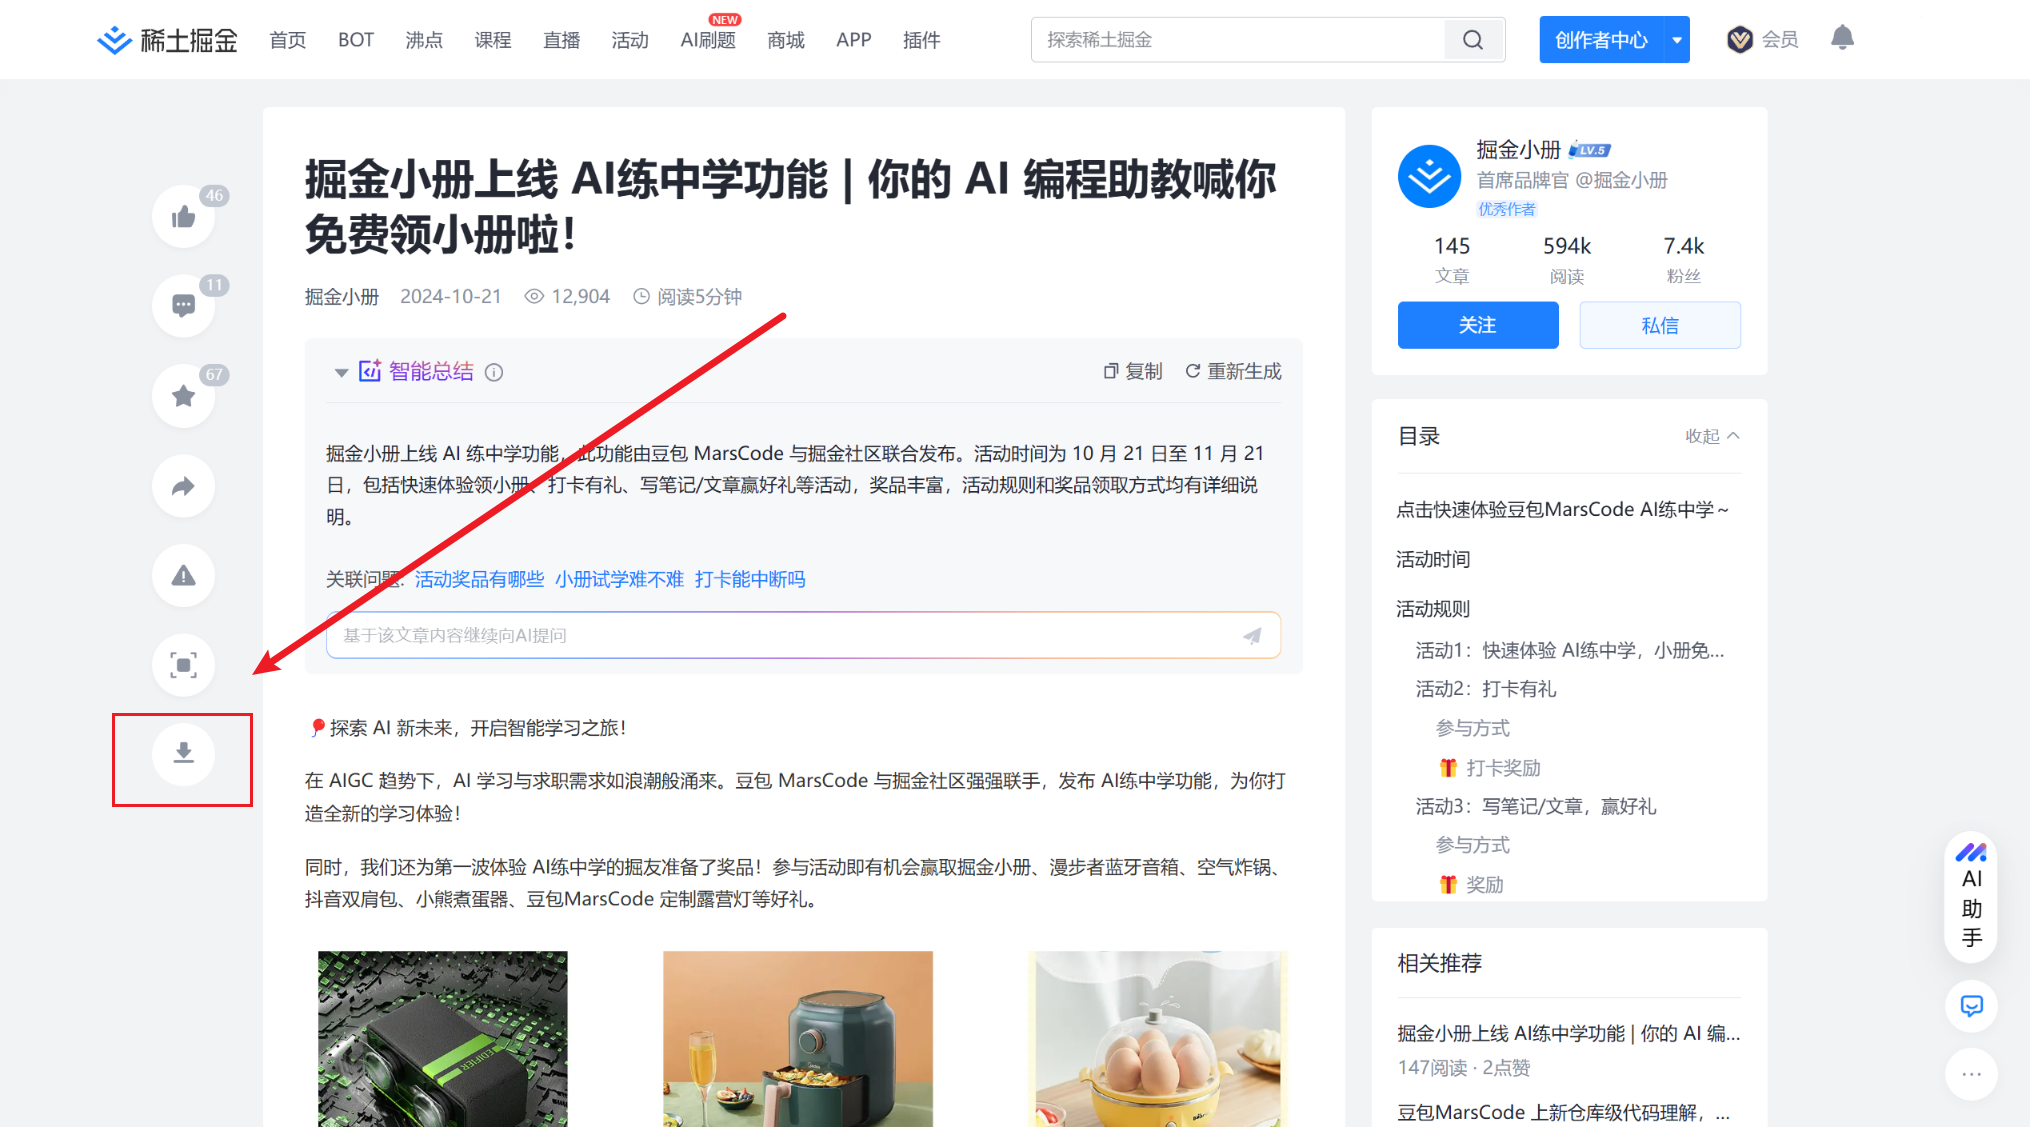 稀土掘金
首页 BOT 沸点 课程 直播 活动 AI刷题 NEW 商城 APP 插件
探索稀土掘金
创作者中心
会员
46
11
67
掘金小册上线 AI练中学功能 | 你的 AI 编程助教喊你
免费领小册啦！
掘金小册 2024-10-21 12,904 阅读5分钟
智能总结
复制 重新生成
掘金小册上线 AI 练中学功能，此功能由豆包 MarsCode 与掘金社区联合发布。活动时间为 10 月 21 日至 11 月 21
日，包括快速体验领小册、打卡有礼、写笔记/文章赢好礼等活动，奖品丰富，活动规则和奖品领取方式均有详细说
明。
关联问题: 活动奖品有哪些 小册试学难不难 打卡能中断吗
基于该文章内容继续向AI提问
探索 AI 新未来，开启智能学习之旅！
在 AIGC 趋势下，AI 学习与求职需求如浪潮般涌来。豆包 MarsCode 与掘金社区强强联手，发布 AI练中学功能，为你打
造全新的学习体验！
同时，我们还为第一波体验 AI练中学的掘友准备了奖品！参与活动即有机会赢取掘金小册、漫步者蓝牙音箱、空气炸锅、
抖音双肩包、小熊煮蛋器、豆包MarsCode 定制露营灯等好礼。
EDIFIER
掘金小册 LV.5
首席品牌官 @掘金小册
优秀作者
145 594k 7.4k
文章 阅读 粉丝
关注 私信
目录 收起
点击快速体验豆包MarsCode AI练中学～
活动时间
活动规则
活动1：快速体验 AI练中学，小册免...
活动2：打卡有礼
参与方式
打卡奖励
活动3：写笔记/文章，赢好礼
参与方式
奖励
相关推荐
掘金小册上线 AI练中学功能 | 你的 AI 编...
147阅读 · 2点赞
豆包MarsCode 上新仓库级代码理解，...
AI
助
手